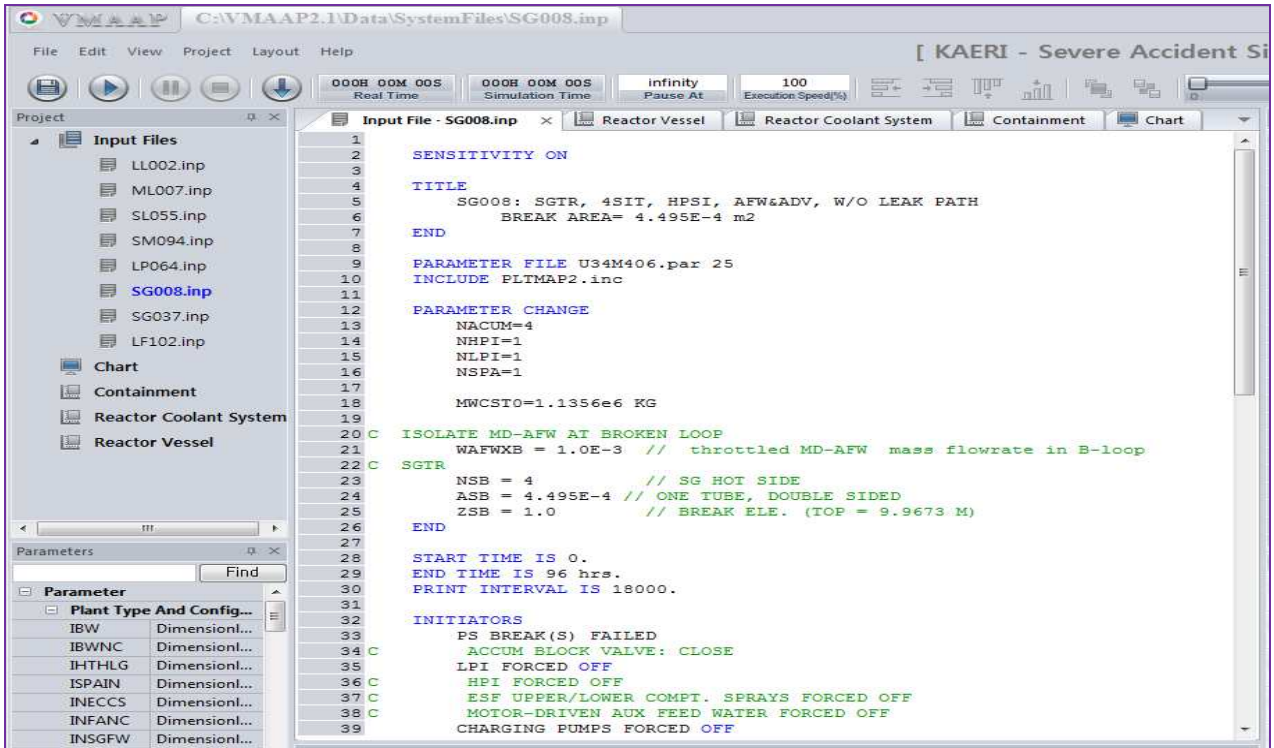 VMAAP C:\VMAAP2.1\Data\SystemFiles\SG008.inp
File Edit View Project Layout Help [ KAERI - Severe Accident Si
000H 00M 00S 000H 00M 00S infinity 100
Real Time Simulation Time Pause At Execution Speed(%)
Project
Input Files
LL002.inp
ML007.inp
SL055.inp
SM094.inp
LP064.inp
SG008.inp
SG037.inp
LF102.inp
Chart
Containment
Reactor Coolant System
Reactor Vessel
Parameters
Find
Parameter
Plant Type And Config...
IBW Dimensionl...
IBWNC Dimensionl...
IHTHLG Dimensionl...
ISPAIN Dimensionl...
INECCS Dimensionl...
INFANC Dimensionl...
INSGFW Dimensionl...
Input File - SG008.inp Reactor Vessel Reactor Coolant System Containment Chart
1
2 SENSITIVITY ON
3
4 TITLE
5 SG008: SGTR, 4SIT, HPSI, AFW&ADV, W/O LEAK PATH
6 BREAK AREA= 4.495E-4 m2
7 END
8
9 PARAMETER FILE U34M406.par 25
10 INCLUDE PLTMAP2.inc
11
12 PARAMETER CHANGE
13 NACUM=4
14 NHPI=1
15 NLPI=1
16 NSPA=1
17
18 MWCST0=1.1356e6 KG
19
20 C ISOLATE MD-AFW AT BROKEN LOOP
21 WAFWXB = 1.0E-3 // throttled MD-AFW mass flowrate in B-loop
22 C SGTR
23 NSB = 4 // SG HOT SIDE
24 ASB = 4.495E-4 // ONE TUBE, DOUBLE SIDED
25 ZSB = 1.0 // BREAK ELE. (TOP = 9.9673 M)
26 END
27
28 START TIME IS 0.
29 END TIME IS 96 hrs.
30 PRINT INTERVAL IS 18000.
31
32 INITIATORS
33 PS BREAK(S) FAILED
34 C ACCUM BLOCK VALVE: CLOSE
35 LPI FORCED OFF
36 C HPI FORCED OFF
37 C ESF UPPER/LOWER COMPT. SPRAYS FORCED OFF
38 C MOTOR-DRIVEN AUX FEED WATER FORCED OFF
39 CHARGING PUMPS FORCED OFF